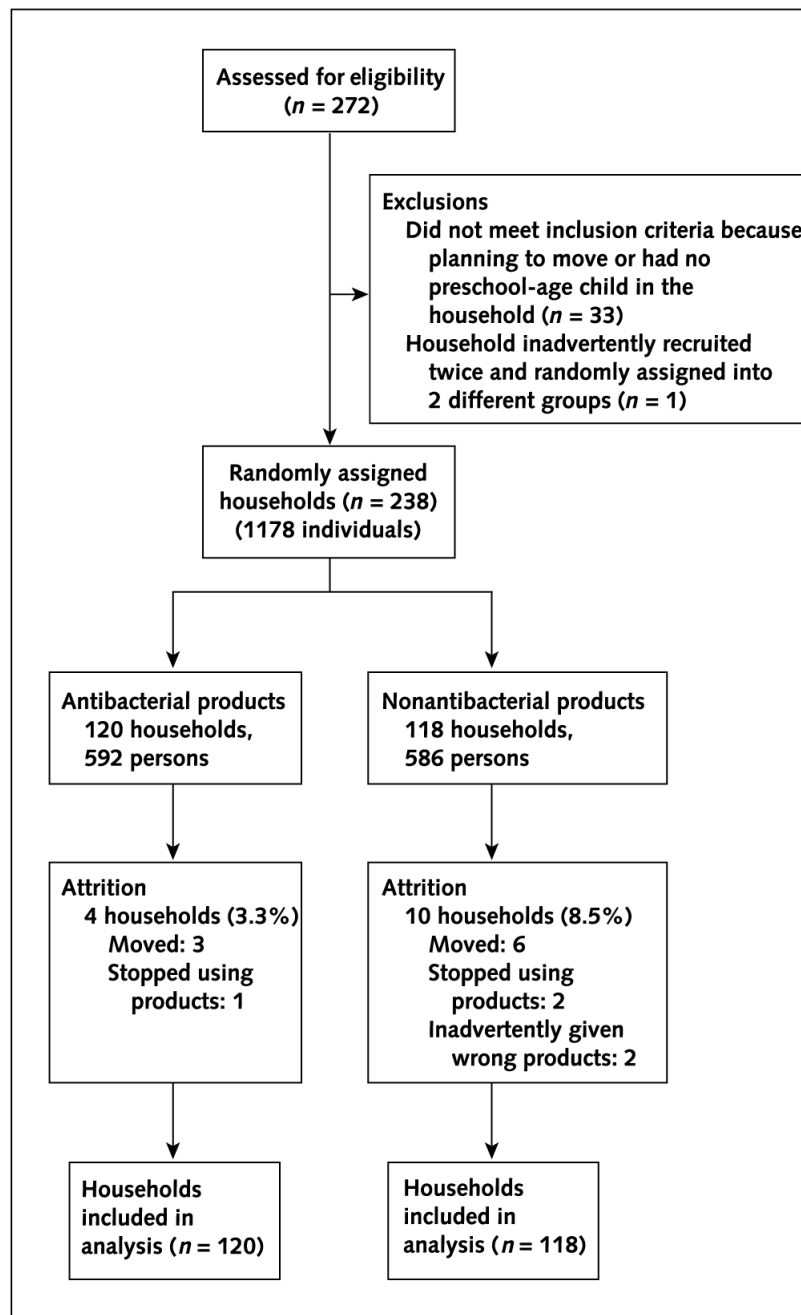 Assessed for eligibility
(n = 272)
Exclusions
Did not meet inclusion criteria because
planning to move or had no
preschool-age child in the
household (n = 33)
Household inadvertently recruited
twice and randomly assigned into
2 different groups (n = 1)
Randomly assigned
households (n = 238)
(1178 individuals)
Antibacterial products
120 households,
592 persons
Nonantibacterial products
118 households,
586 persons
Attrition
4 households (3.3%)
Moved: 3
Stopped using
products: 1
Attrition
10 households (8.5%)
Moved: 6
Stopped using
products: 2
Inadvertently given
wrong products: 2
Households
included in
analysis (n = 120)
Households
included in
analysis (n = 118)